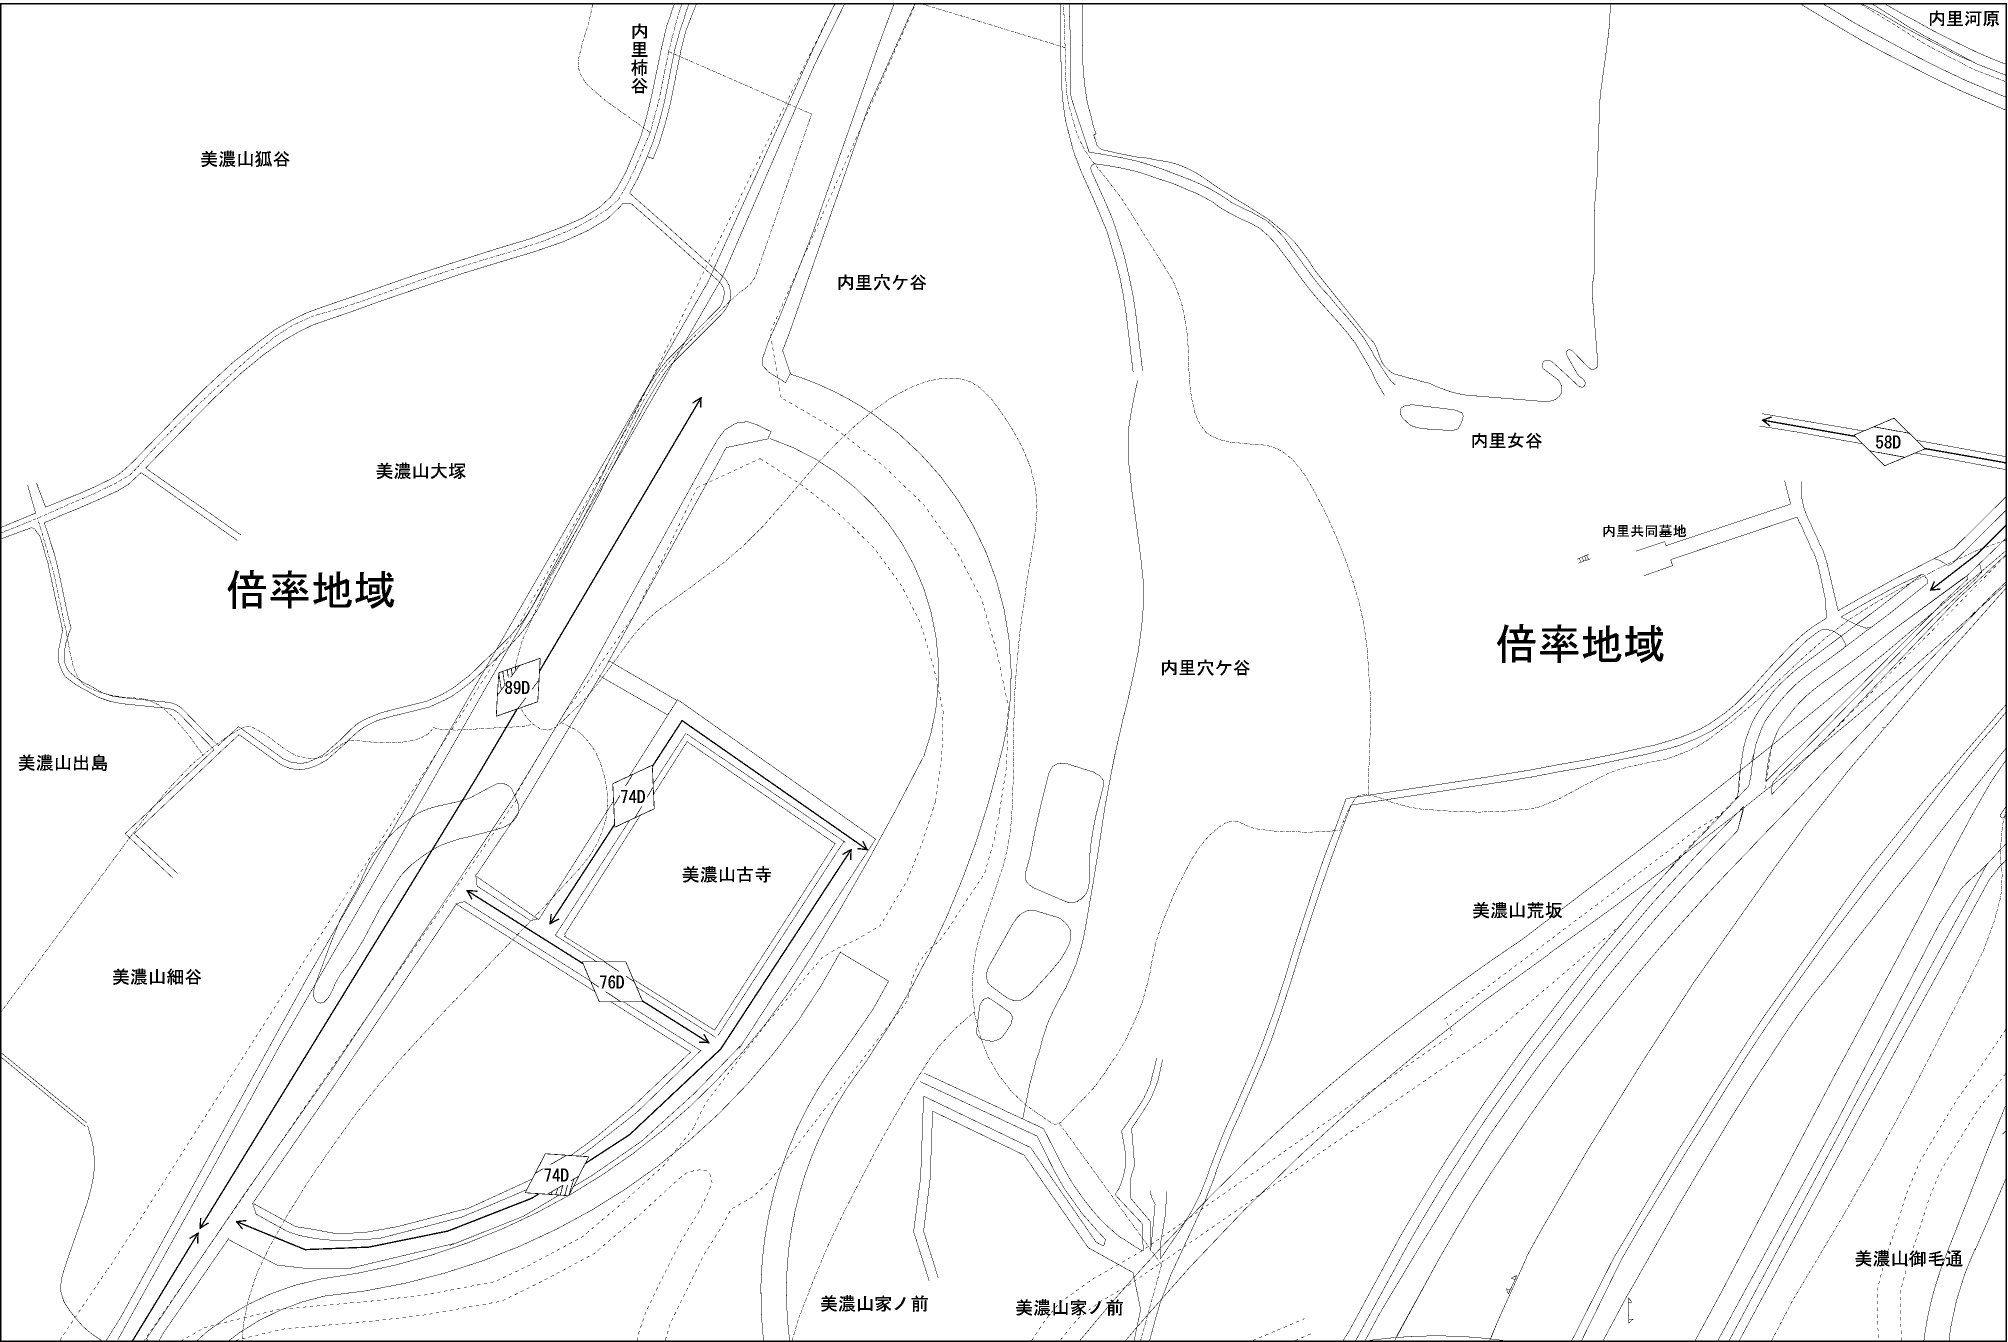 内里河原
内里柿谷
美濃山狐谷
内里穴ケ谷
内里女谷
58D
美濃山大塚
内里共同墓地
倍率地域
倍率地域
内里穴ケ谷
89D
美濃山出島
74D
美濃山古寺
美濃山荒坂
美濃山細谷
76D
74D
美濃山御毛通
美濃山家ノ前
美濃山家ノ前